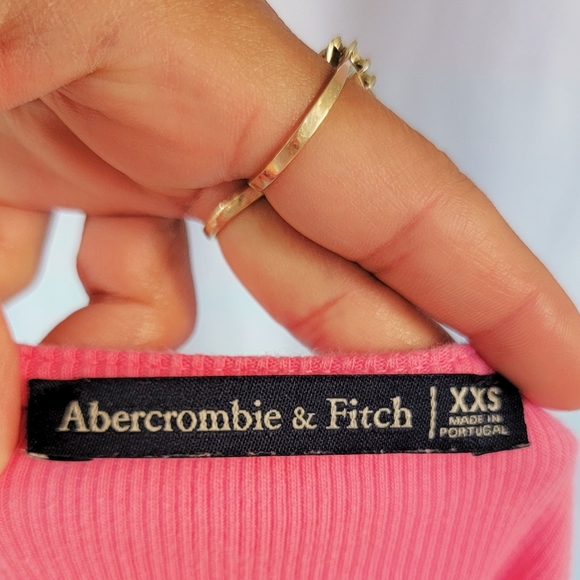 Abercrombie & Fitch | XXS
MADE IN
PORTUGAL